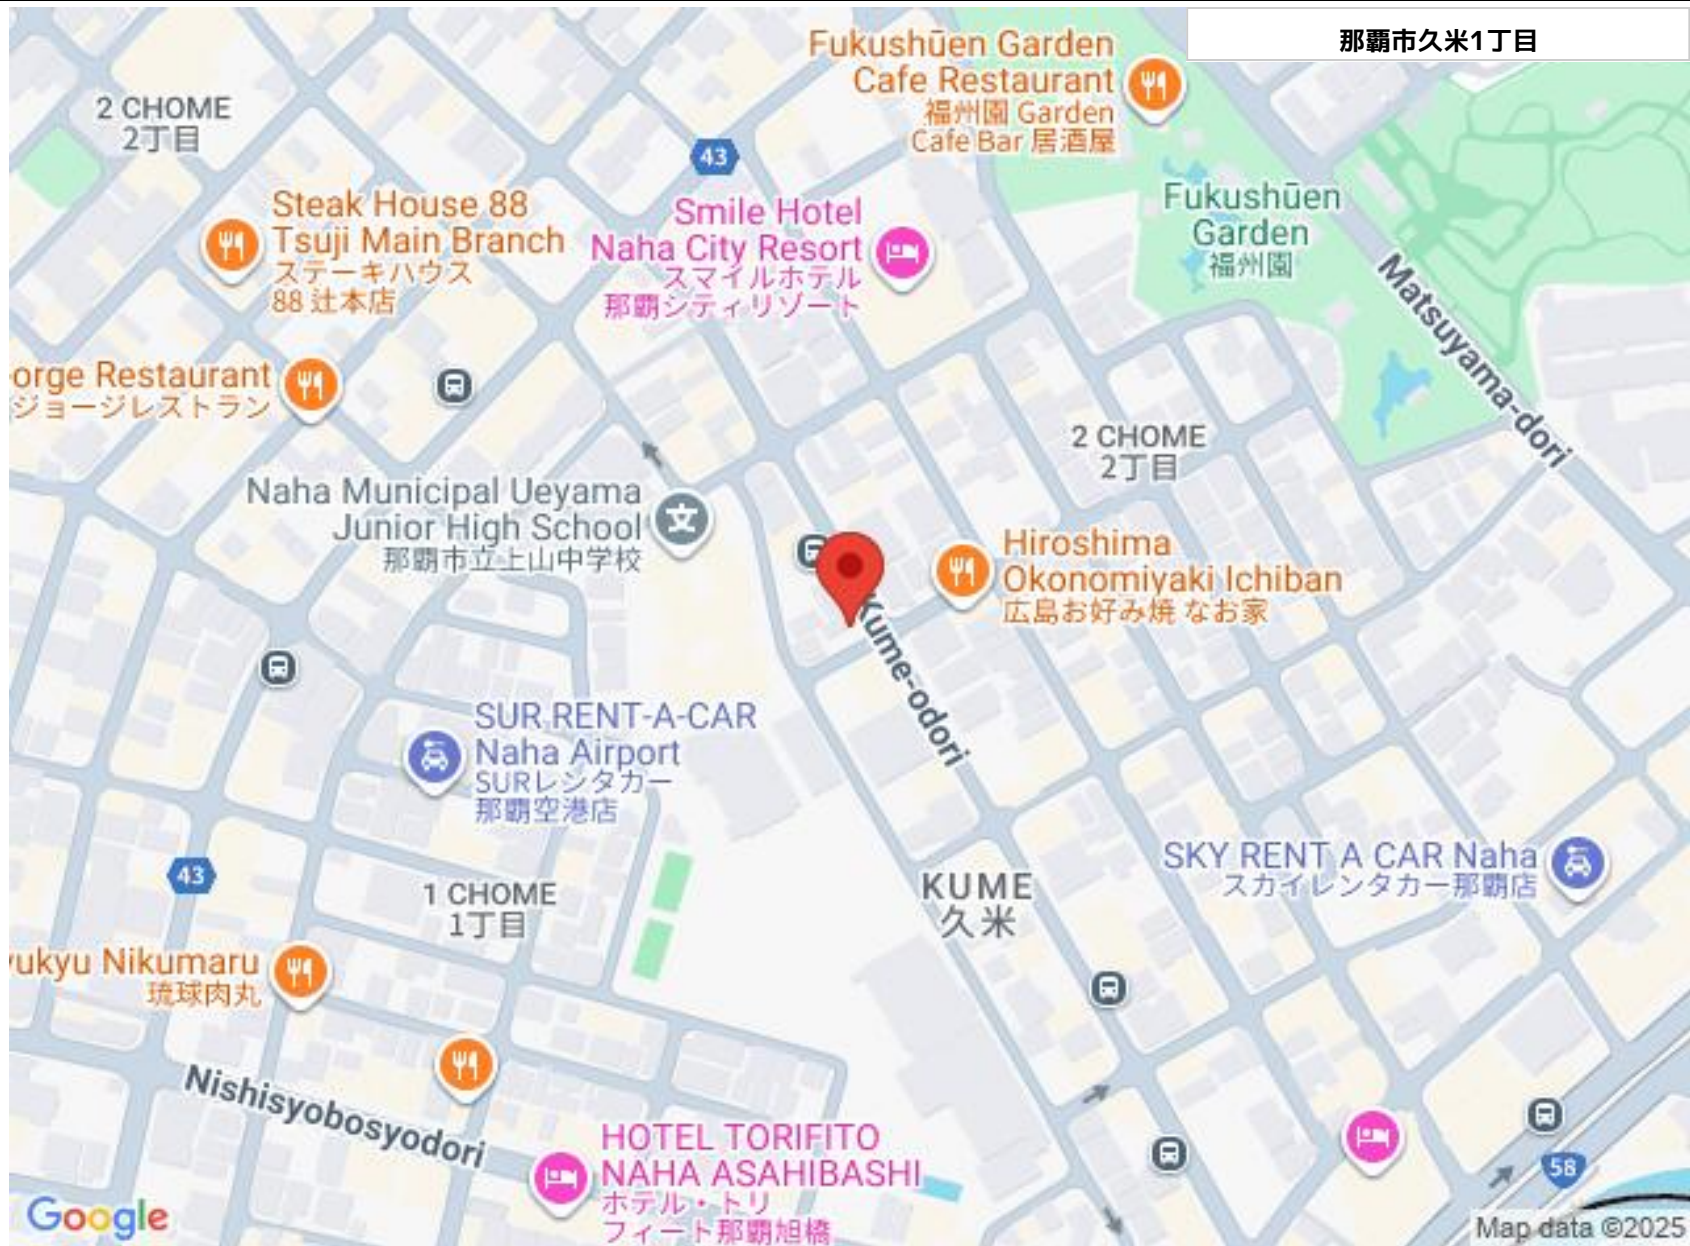 那覇市久米1丁目
Fukushūen Garden
Cafe Restaurant
福州園 Garden
Cafe Bar 居酒屋
2 CHOME
2丁目
43
Steak House 88
Tsuji Main Branch
ステーキハウス
88 辻本店
Smile Hotel
Naha City Resort
スマイルホテル
那覇シティリゾート
Fukushūen
Garden
福州園
Matsuyama-dori
orge Restaurant
ジョージレストラン
2 CHOME
2丁目
Naha Municipal Ueyama
Junior High School
那覇市立上山中学校
文
Hiroshima
Okonomiyaki Ichiban
広島お好み焼 なお家
Kume-odori
SUR RENT-A-CAR
Naha Airport
SURレンタカー
那覇空港店
43
1 CHOME
1丁目
KUME
久米
SKY RENT A CAR Naha
スカイレンタカー那覇店
yukyu Nikumaru
琉球肉丸
Nishisyobosyodori
HOTEL TORIFITO
NAHA ASAHIBASHI
ホテル・トリ
フィート那覇旭橋
58
Google
Map data ©2025